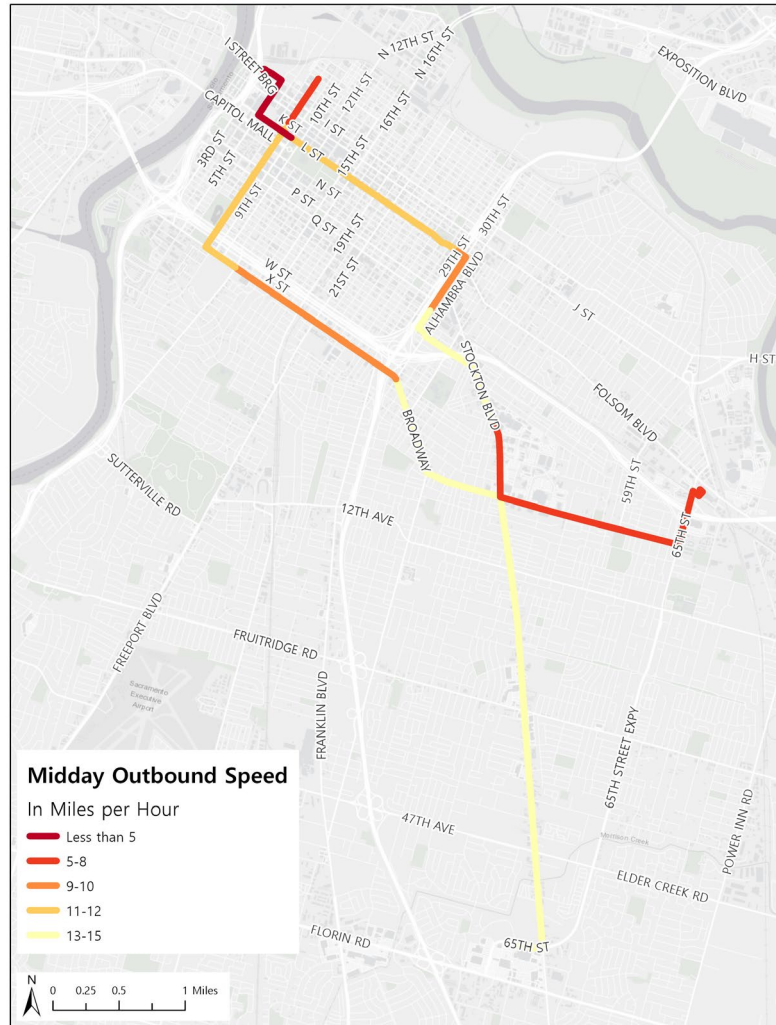 N 12TH ST
I STREET BRG
N 16TH ST
EXPOSITION BLVD
10TH ST
12TH ST
16TH ST
CAPITOL MALL
K ST
I ST
L ST
15TH ST
3RD ST
5TH ST
9TH ST
N ST
P ST
Q ST
19TH ST
21ST ST
W ST
X ST
29TH ST
30TH ST
ALHAMBRA BLVD
J ST
H ST
STOCKTON BLVD
FOLSOM BLVD
BROADWAY
SUTTERVILLE RD
12TH AVE
59TH ST
65TH ST
FREEPORT BLVD
FRUITRIDGE RD
Sacramento
Executive
Airport
FRANKLIN BLVD
65TH STREET EXPY
47TH AVE
Morrison Creek
POWER INN RD
ELDER CREEK RD
FLORIN RD
65TH ST
Midday Outbound Speed
In Miles per Hour
Less than 5
5-8
9-10
11-12
13-15
N
0 0.25 0.5 1 Miles